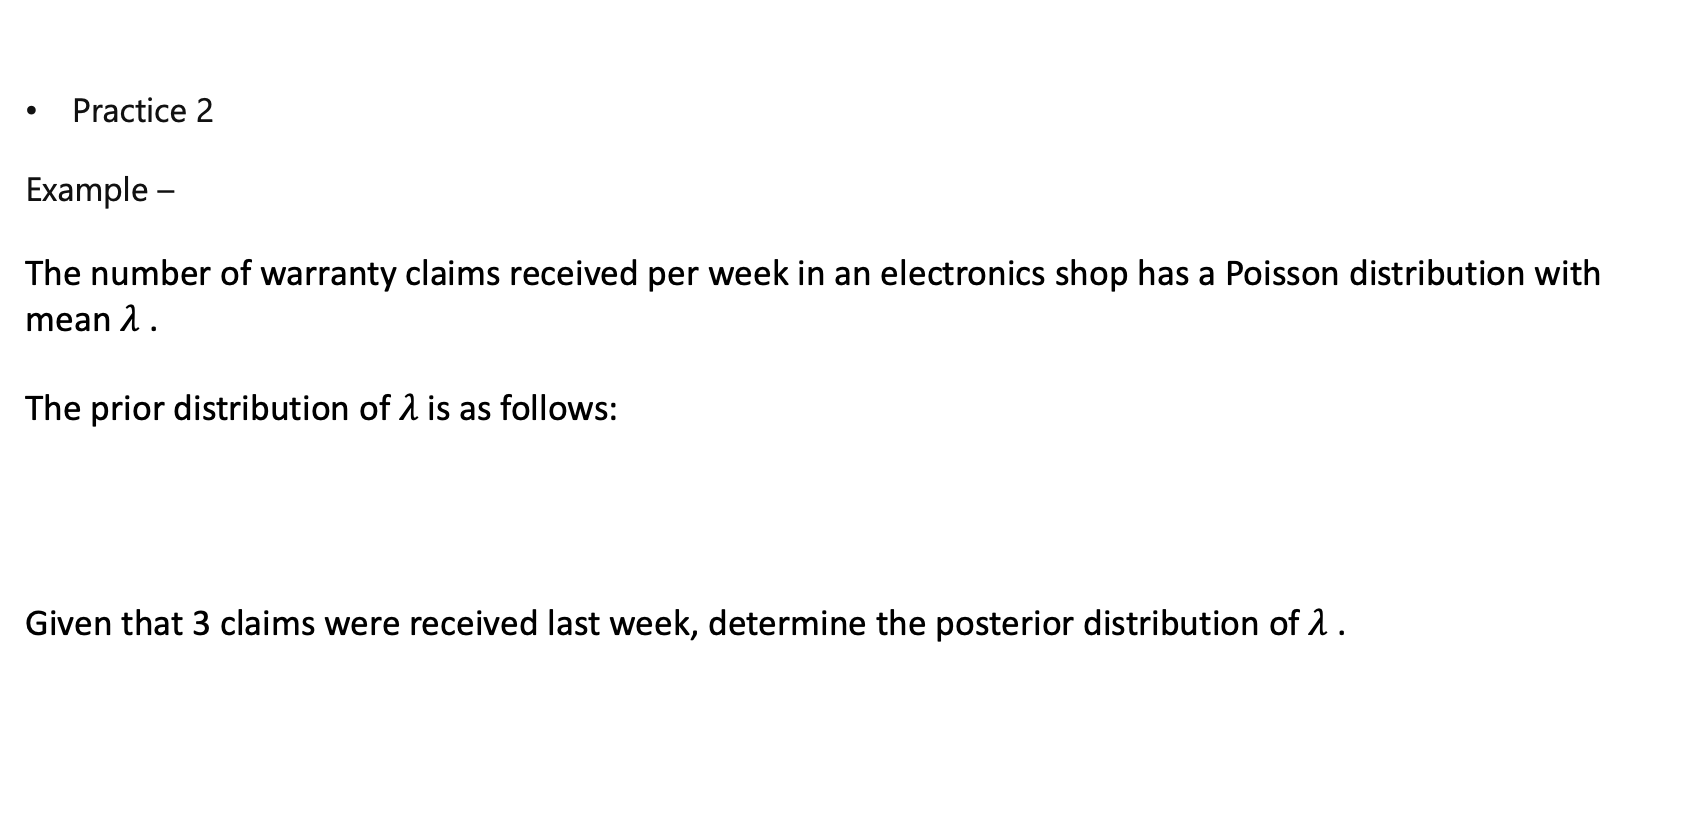 • Practice 2
Example –
The number of warranty claims received per week in an electronics shop has a Poisson distribution with
mean λ .
The prior distribution of λ is as follows:
Given that 3 claims were received last week, determine the posterior distribution of λ .